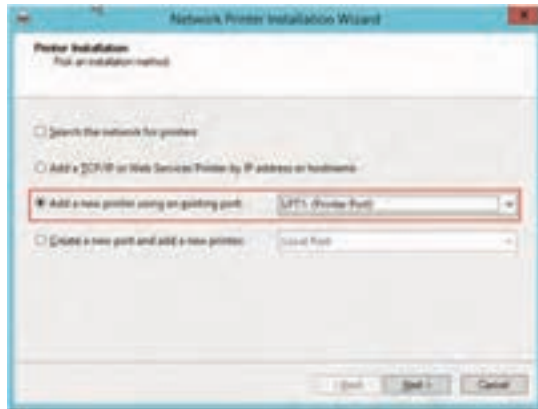 Network Printer Installation Wizard
Printer Installation
Pick an installation method.
Search the network for printers
Add a TCP/IP or Web Services Printer by IP address or hostname
Add a new printer using an existing port: LPT1: (Printer Port)
Create a new port and add a new printer: Local Port
< Back Next > Cancel